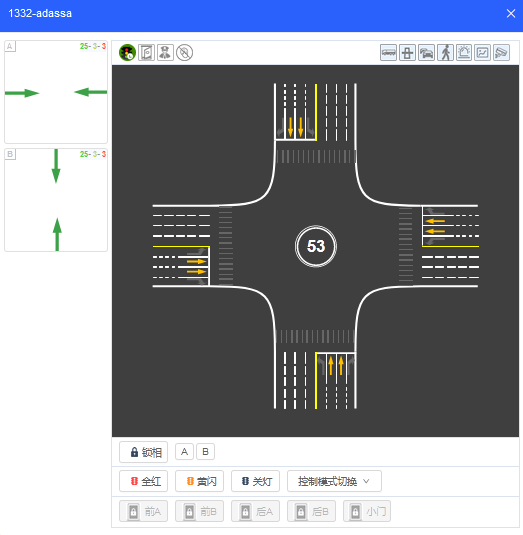 1332-adassa
A 25-3-3
B 25-3-3
53
锁相 A B
全红 黄闪 关灯 控制模式切换
前A 前B 后A 后B 小门